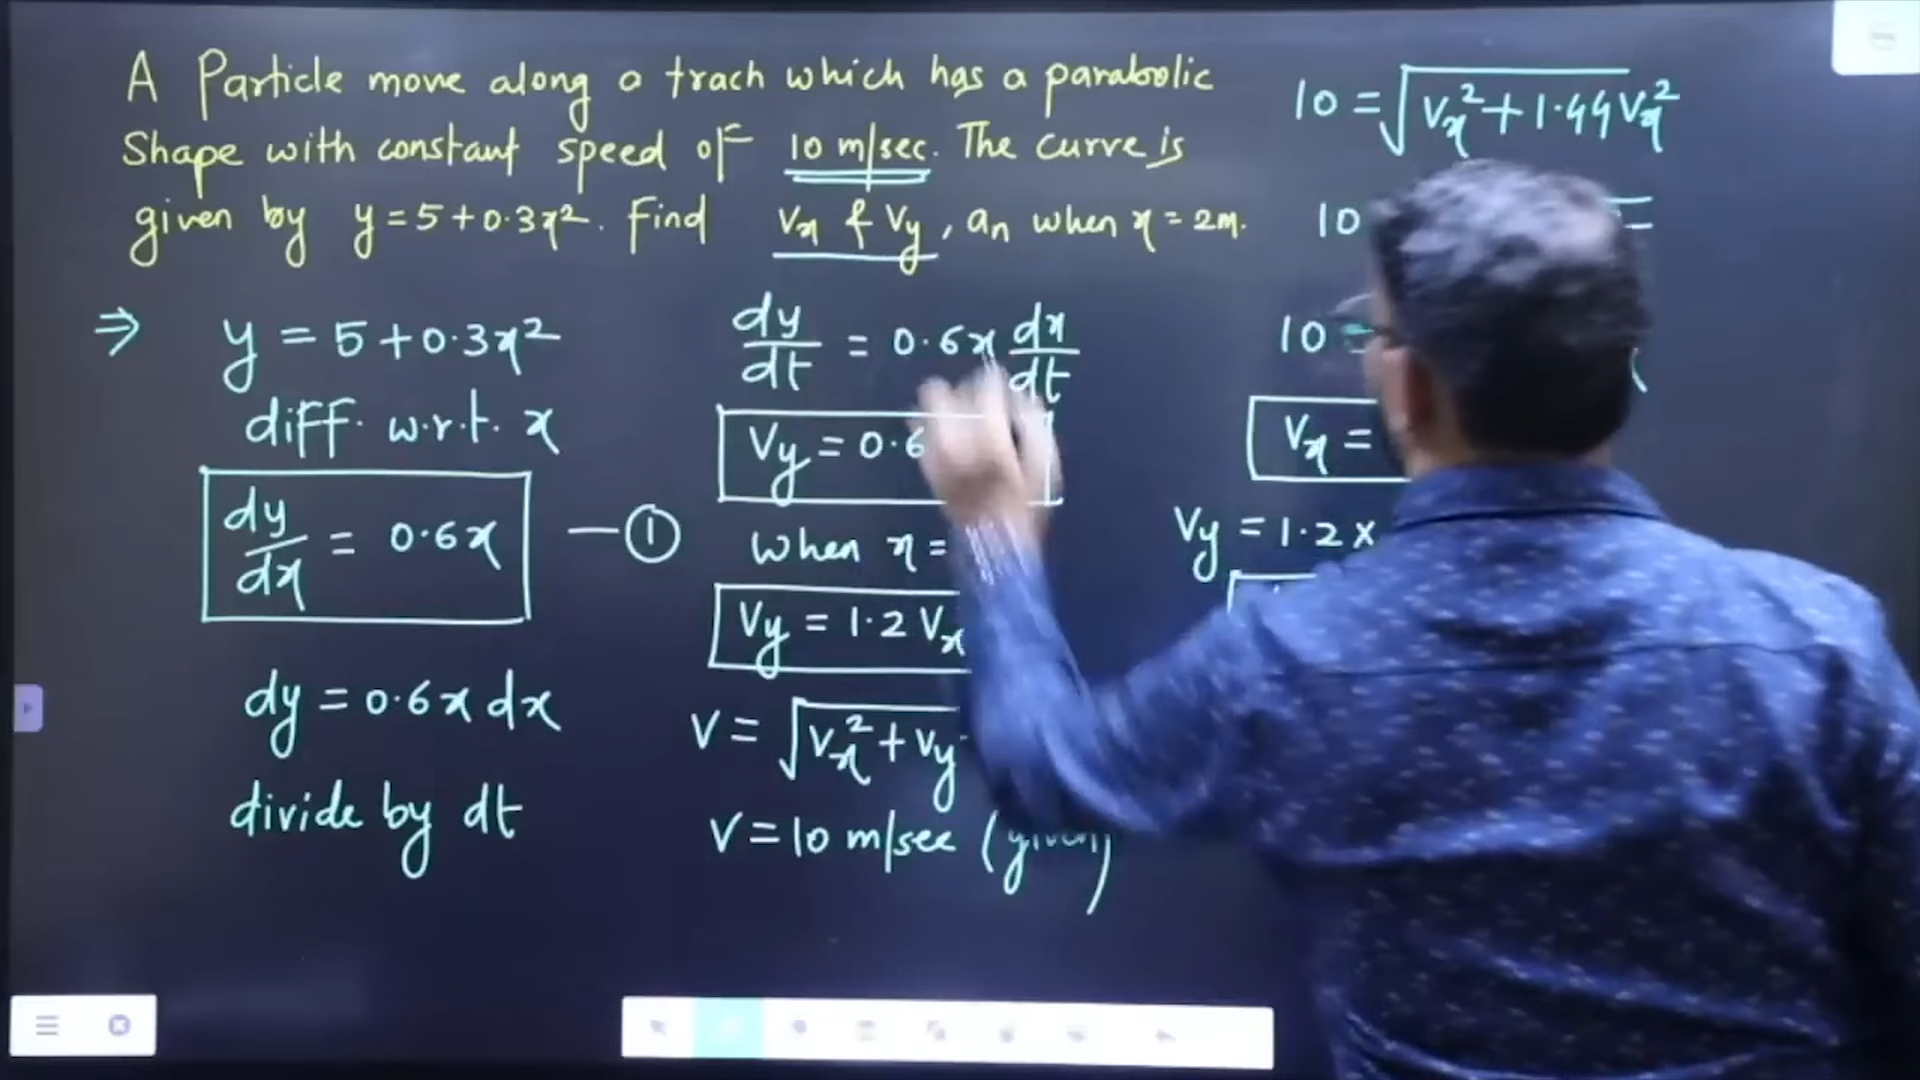 A Particle move along a trach which has a parabolic
shape with constant speed of 10 m/sec. The curve is
given by y = 5 + 0.3x². Find Vx & Vy, an when x = 2m.
⇒ y = 5 + 0.3x²
diff. w.r.t. x
dy/dx = 0.6x — ①
dy = 0.6x dx
divide by dt
dy/dt = 0.6x dx/dt
Vy = 0.6
when x =
Vy = 1.2 Vx
V = √Vx² + Vy
V = 10 m/sec (given)
10 = √Vx² + 1.44Vx²
10
10 =
Vx =
Vy = 1.2 x